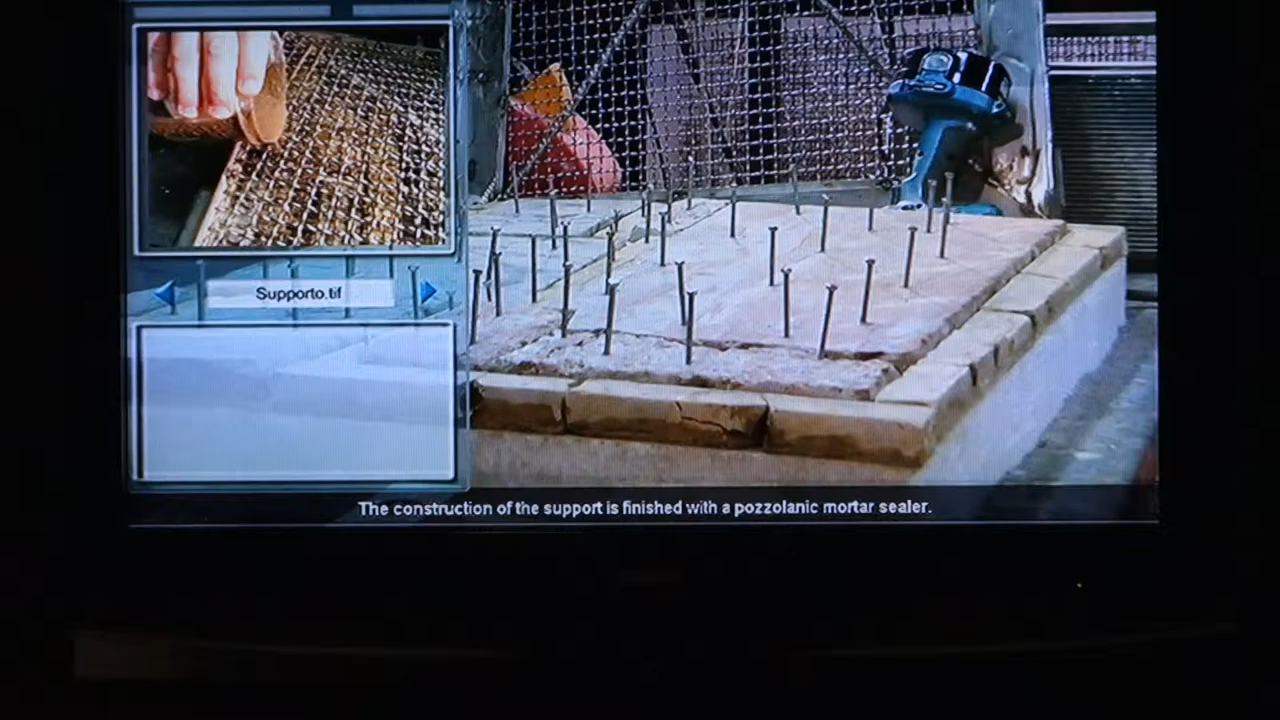 Supporto.tif
The construction of the support is finished with a pozzolanic mortar sealer.